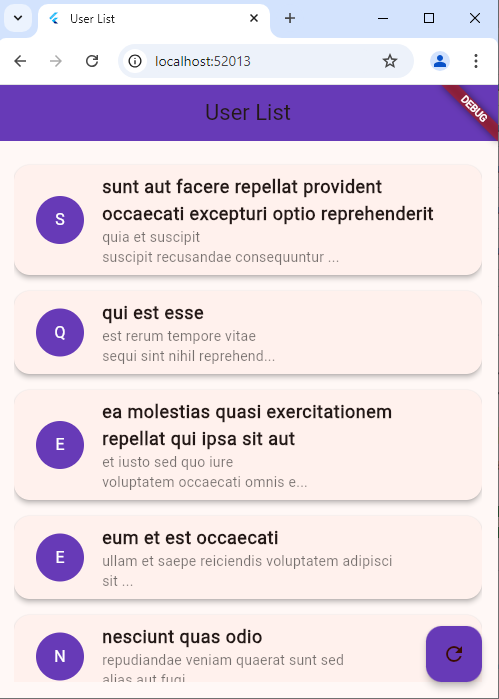 User List
localhost:52013
User List
DEBUG
S
sunt aut facere repellat provident
occaecati excepturi optio reprehenderit
quia et suscipit
suscipit recusandae consequuntur ...
Q
qui est esse
est rerum tempore vitae
sequi sint nihil reprehend...
E
ea molestias quasi exercitationem
repellat qui ipsa sit aut
et iusto sed quo iure
voluptatem occaecati omnis e...
E
eum et est occaecati
ullam et saepe reiciendis voluptatem adipisci
sit ...
N
nesciunt quas odio
repudiandae veniam quaerat sunt sed
alias aut fugi